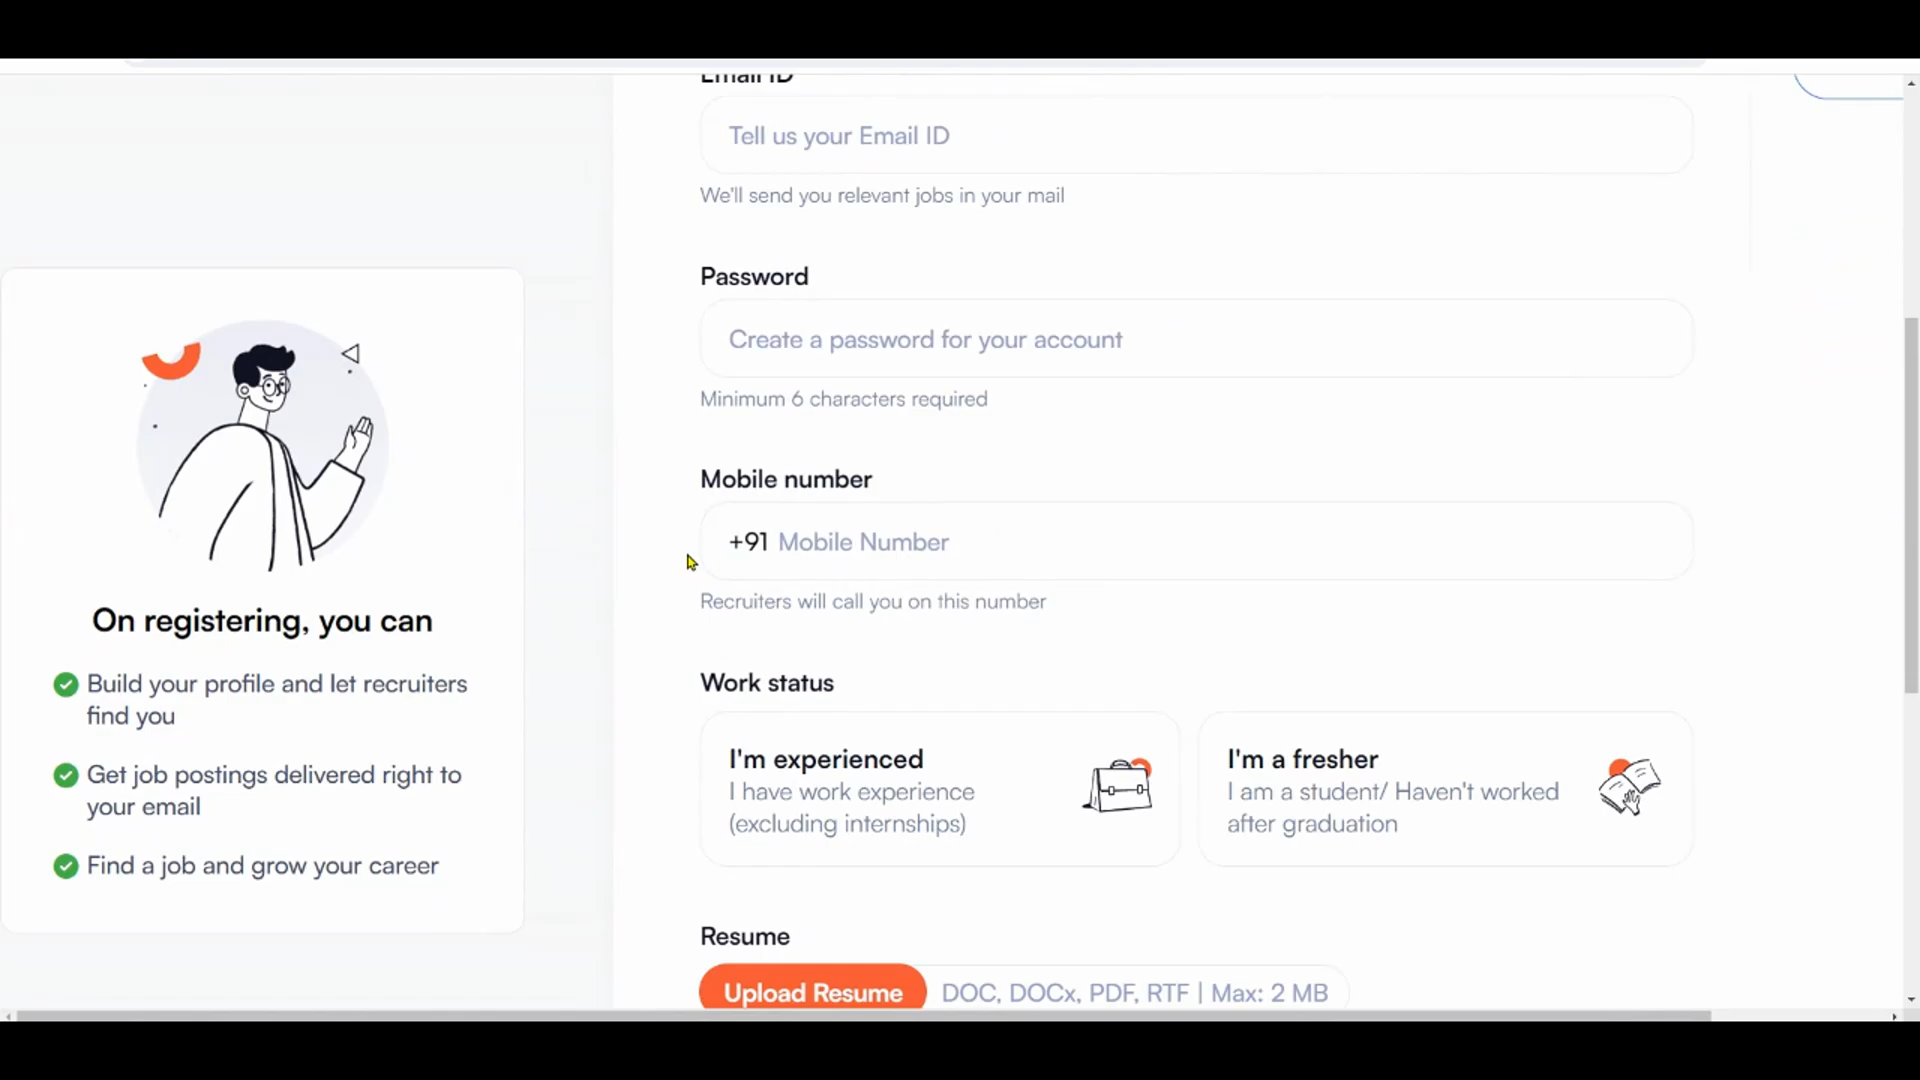 Email ID
Tell us your Email ID
We'll send you relevant jobs in your mail
Password
Create a password for your account
Minimum 6 characters required
Mobile number
+91 Mobile Number
Recruiters will call you on this number
Work status
I'm experienced
I have work experience
(excluding internships)
I'm a fresher
I am a student/ Haven't worked
after graduation
Resume
Upload Resume DOC, DOCx, PDF, RTF | Max: 2 MB
On registering, you can
Build your profile and let recruiters
find you
Get job postings delivered right to
your email
Find a job and grow your career